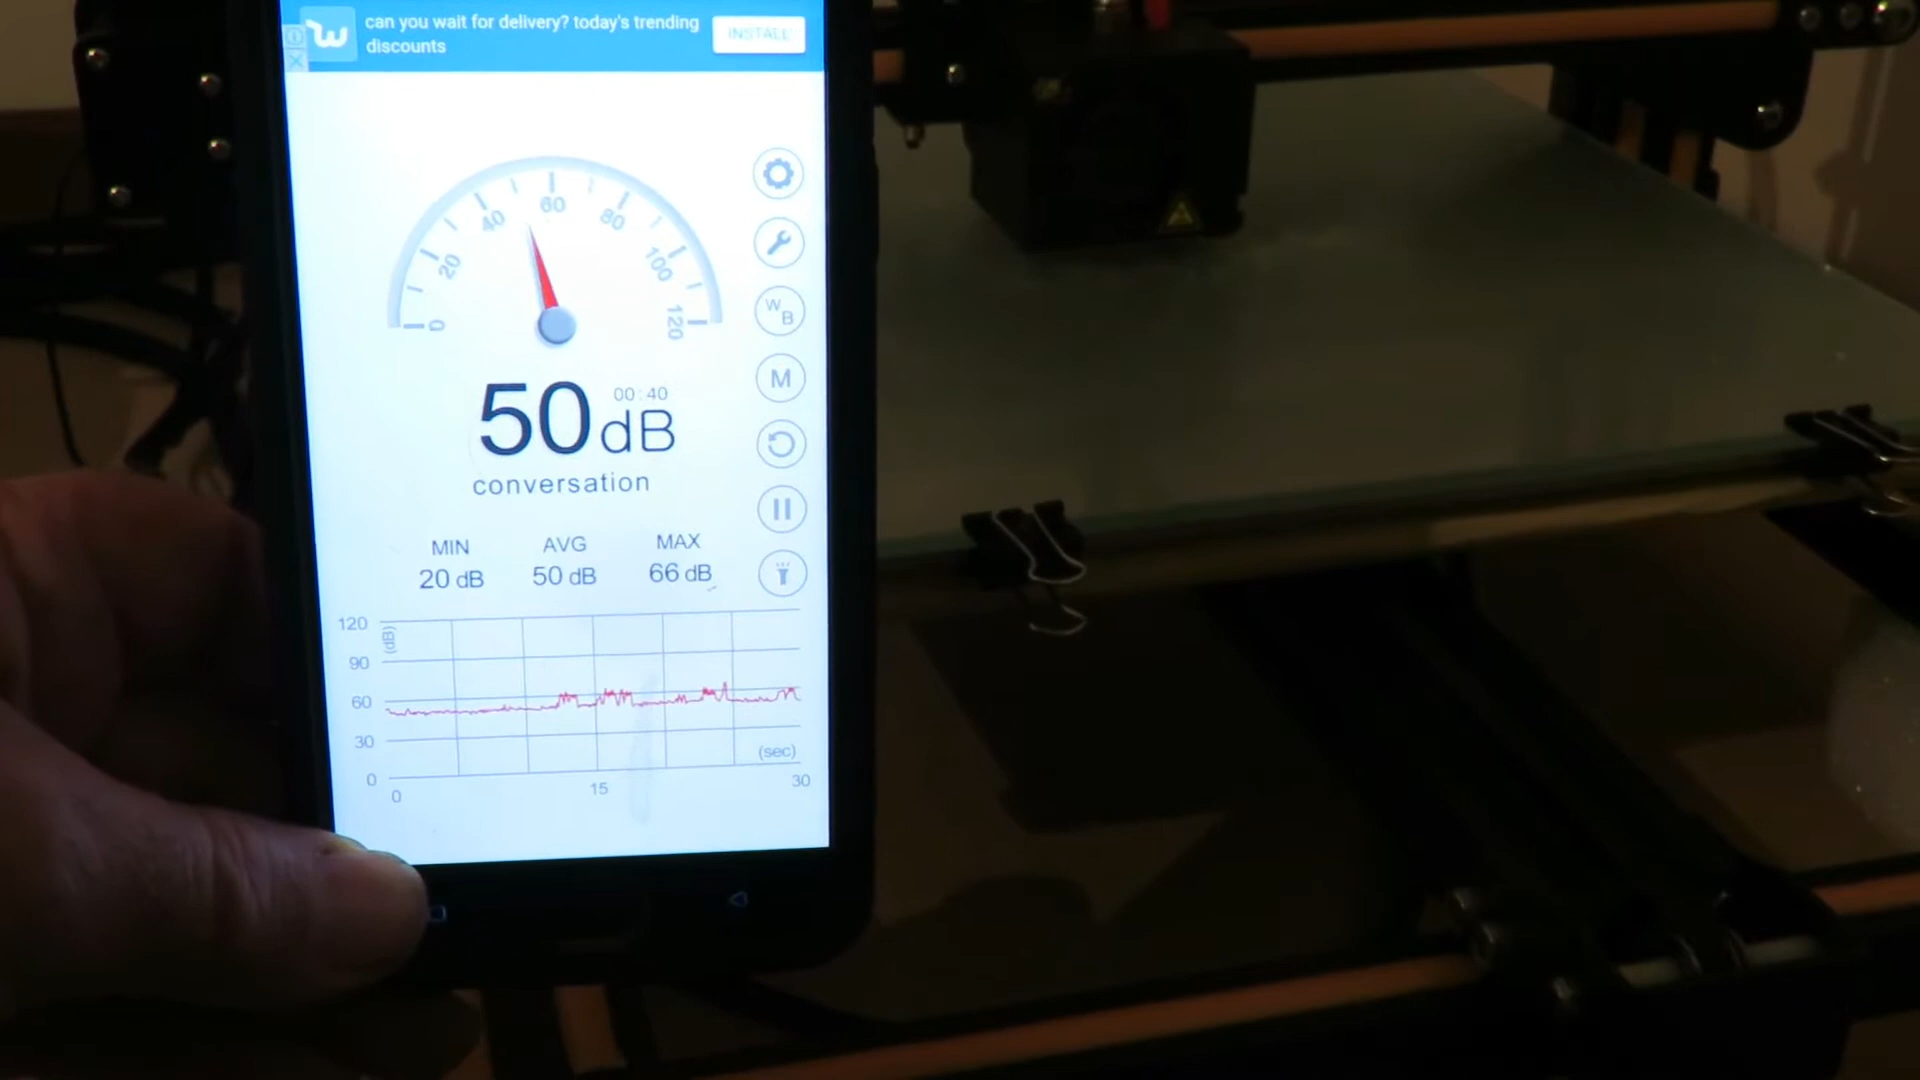 can you wait for delivery? today's trending
discounts
INSTALL
0
20
40
60
80
100
120
W
B
M
00:40
50 dB
conversation
MIN
AVG
MAX
20 dB
50 dB
66 dB
120
(dB)
90
60
30
0
(sec)
0
15
30